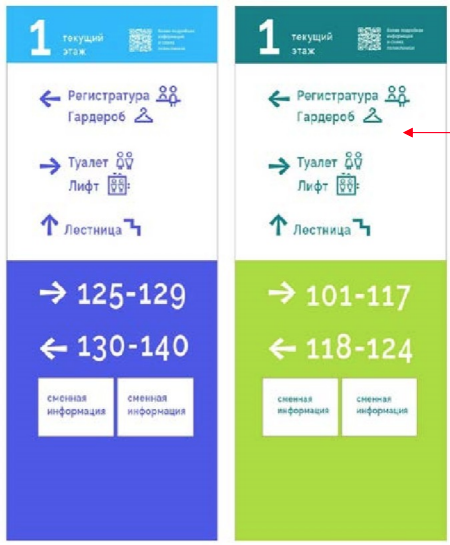 1 текущий
этаж
Регистратура
Гардероб
Туалет
Лифт
Лестница
125-129
130-140
сменная
информация
сменная
информация
1 текущий
этаж
Регистратура
Гардероб
Туалет
Лифт
Лестница
101-117
118-124
сменная
информация
сменная
информация